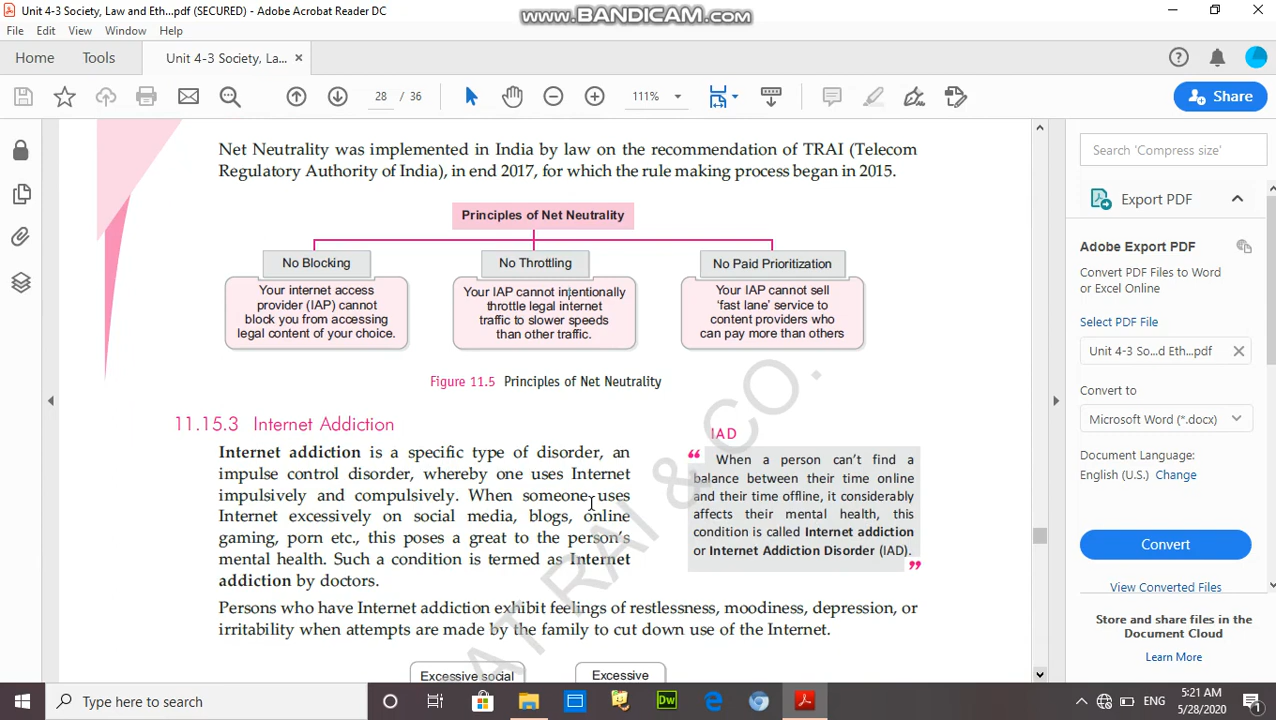 Unit 4-3 Society, Law and Eth...pdf (SECURED) - Adobe Acrobat Reader DC
www.BANDICAM.com
File Edit View Window Help
Home Tools Unit 4-3 Society, La... ×
28 / 36 111% Share
Net Neutrality was implemented in India by law on the recommendation of TRAI (Telecom
Regulatory Authority of India), in end 2017, for which the rule making process began in 2015.
Principles of Net Neutrality
No Blocking
Your internet access
provider (IAP) cannot
block you from accessing
legal content of your choice.
No Throttling
Your IAP cannot intentionally
throttle legal internet
traffic to slower speeds
than other traffic.
No Paid Prioritization
Your IAP cannot sell
‘fast lane’ service to
content providers who
can pay more than others
Figure 11.5 Principles of Net Neutrality
11.15.3 Internet Addiction
Internet addiction is a specific type of disorder, an
impulse control disorder, whereby one uses Internet
impulsively and compulsively. When someone uses
Internet excessively on social media, blogs, online
gaming, porn etc., this poses a great to the person’s
mental health. Such a condition is termed as Internet
addiction by doctors.
IAD
“ When a person can’t find a
balance between their time online
and their time offline, it considerably
affects their mental health, this
condition is called Internet addiction
or Internet Addiction Disorder (IAD). ”
Persons who have Internet addiction exhibit feelings of restlessness, moodiness, depression, or
irritability when attempts are made by the family to cut down use of the Internet.
Excessive social
Excessive
AT RAI & CO.
Search 'Compress size'
Export PDF
Adobe Export PDF
Convert PDF Files to Word
or Excel Online
Select PDF File
Unit 4-3 So...d Eth...pdf
Convert to
Microsoft Word (*.docx)
Document Language:
English (U.S.) Change
Convert
View Converted Files
Store and share files in the
Document Cloud
Learn More
Type here to search
Dw
ENG
5:21 AM
5/28/2020
1